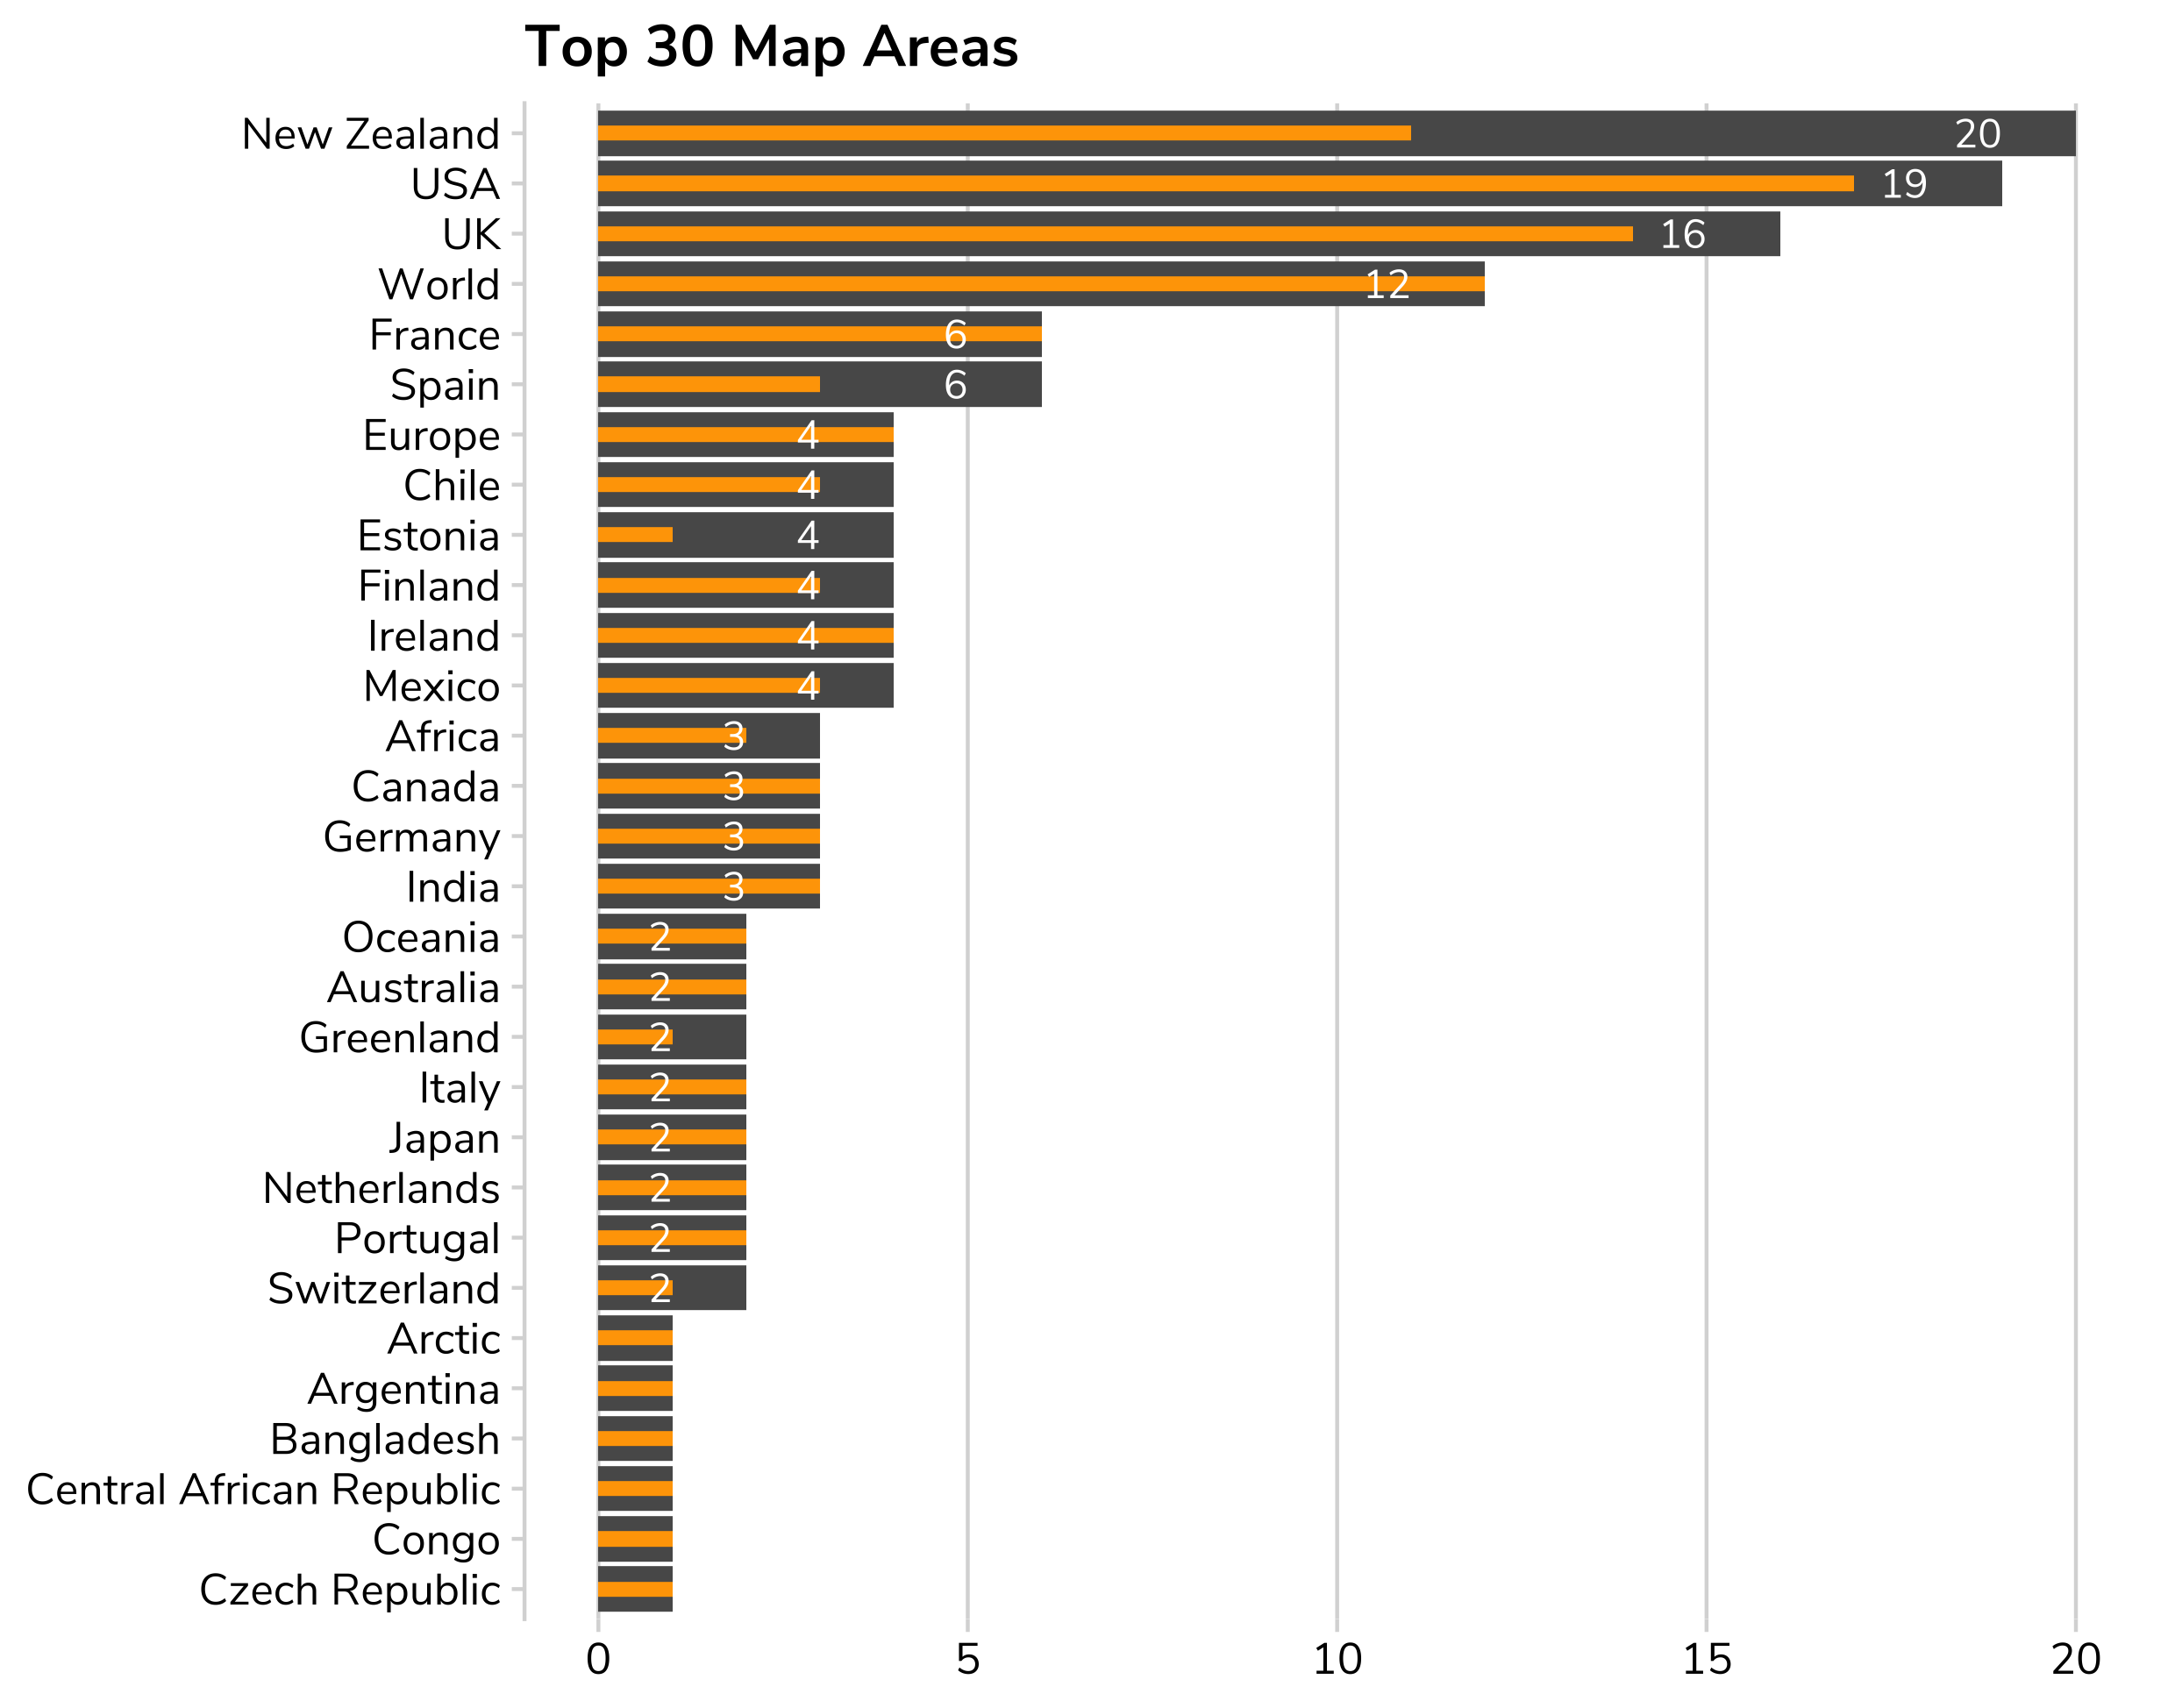 Top 30 Map Areas
New Zealand 20
USA 19
UK 16
World 12
France 6
Spain 6
Europe 4
Chile 4
Estonia 4
Finland 4
Ireland 4
Mexico 4
Africa 3
Canada 3
Germany 3
India 3
Oceania 2
Australia 2
Greenland 2
Italy 2
Japan 2
Netherlands 2
Portugal 2
Switzerland 2
Arctic
Argentina
Bangladesh
Central African Republic
Congo
Czech Republic
0 5 10 15 20